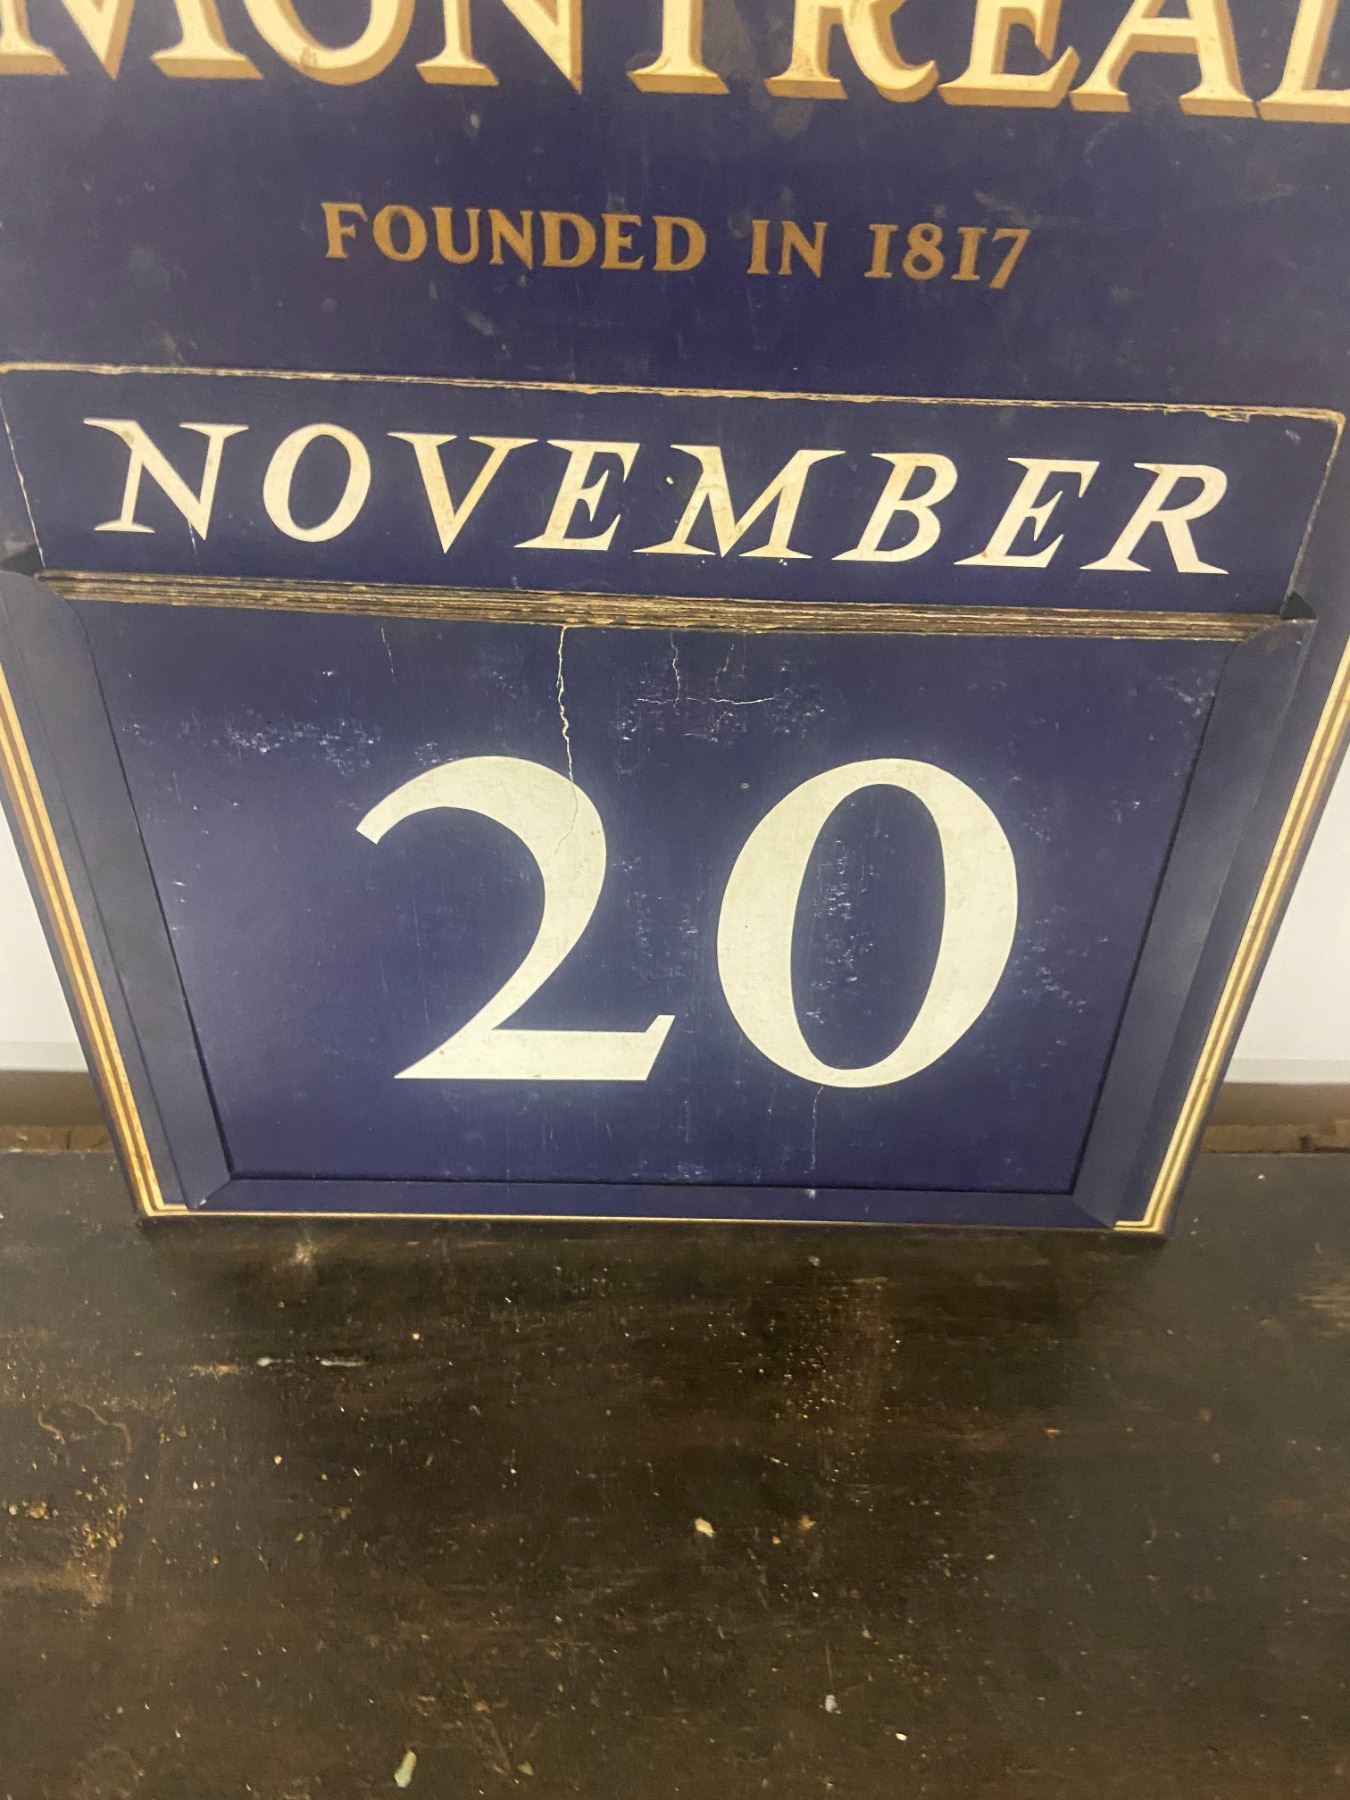 MONTREAL
FOUNDED IN 1817
NOVEMBER
20